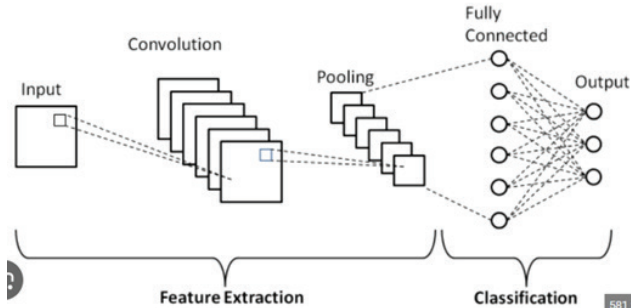 Fully
Connected
Convolution
Pooling
Output
Input
Feature Extraction
Classification
581